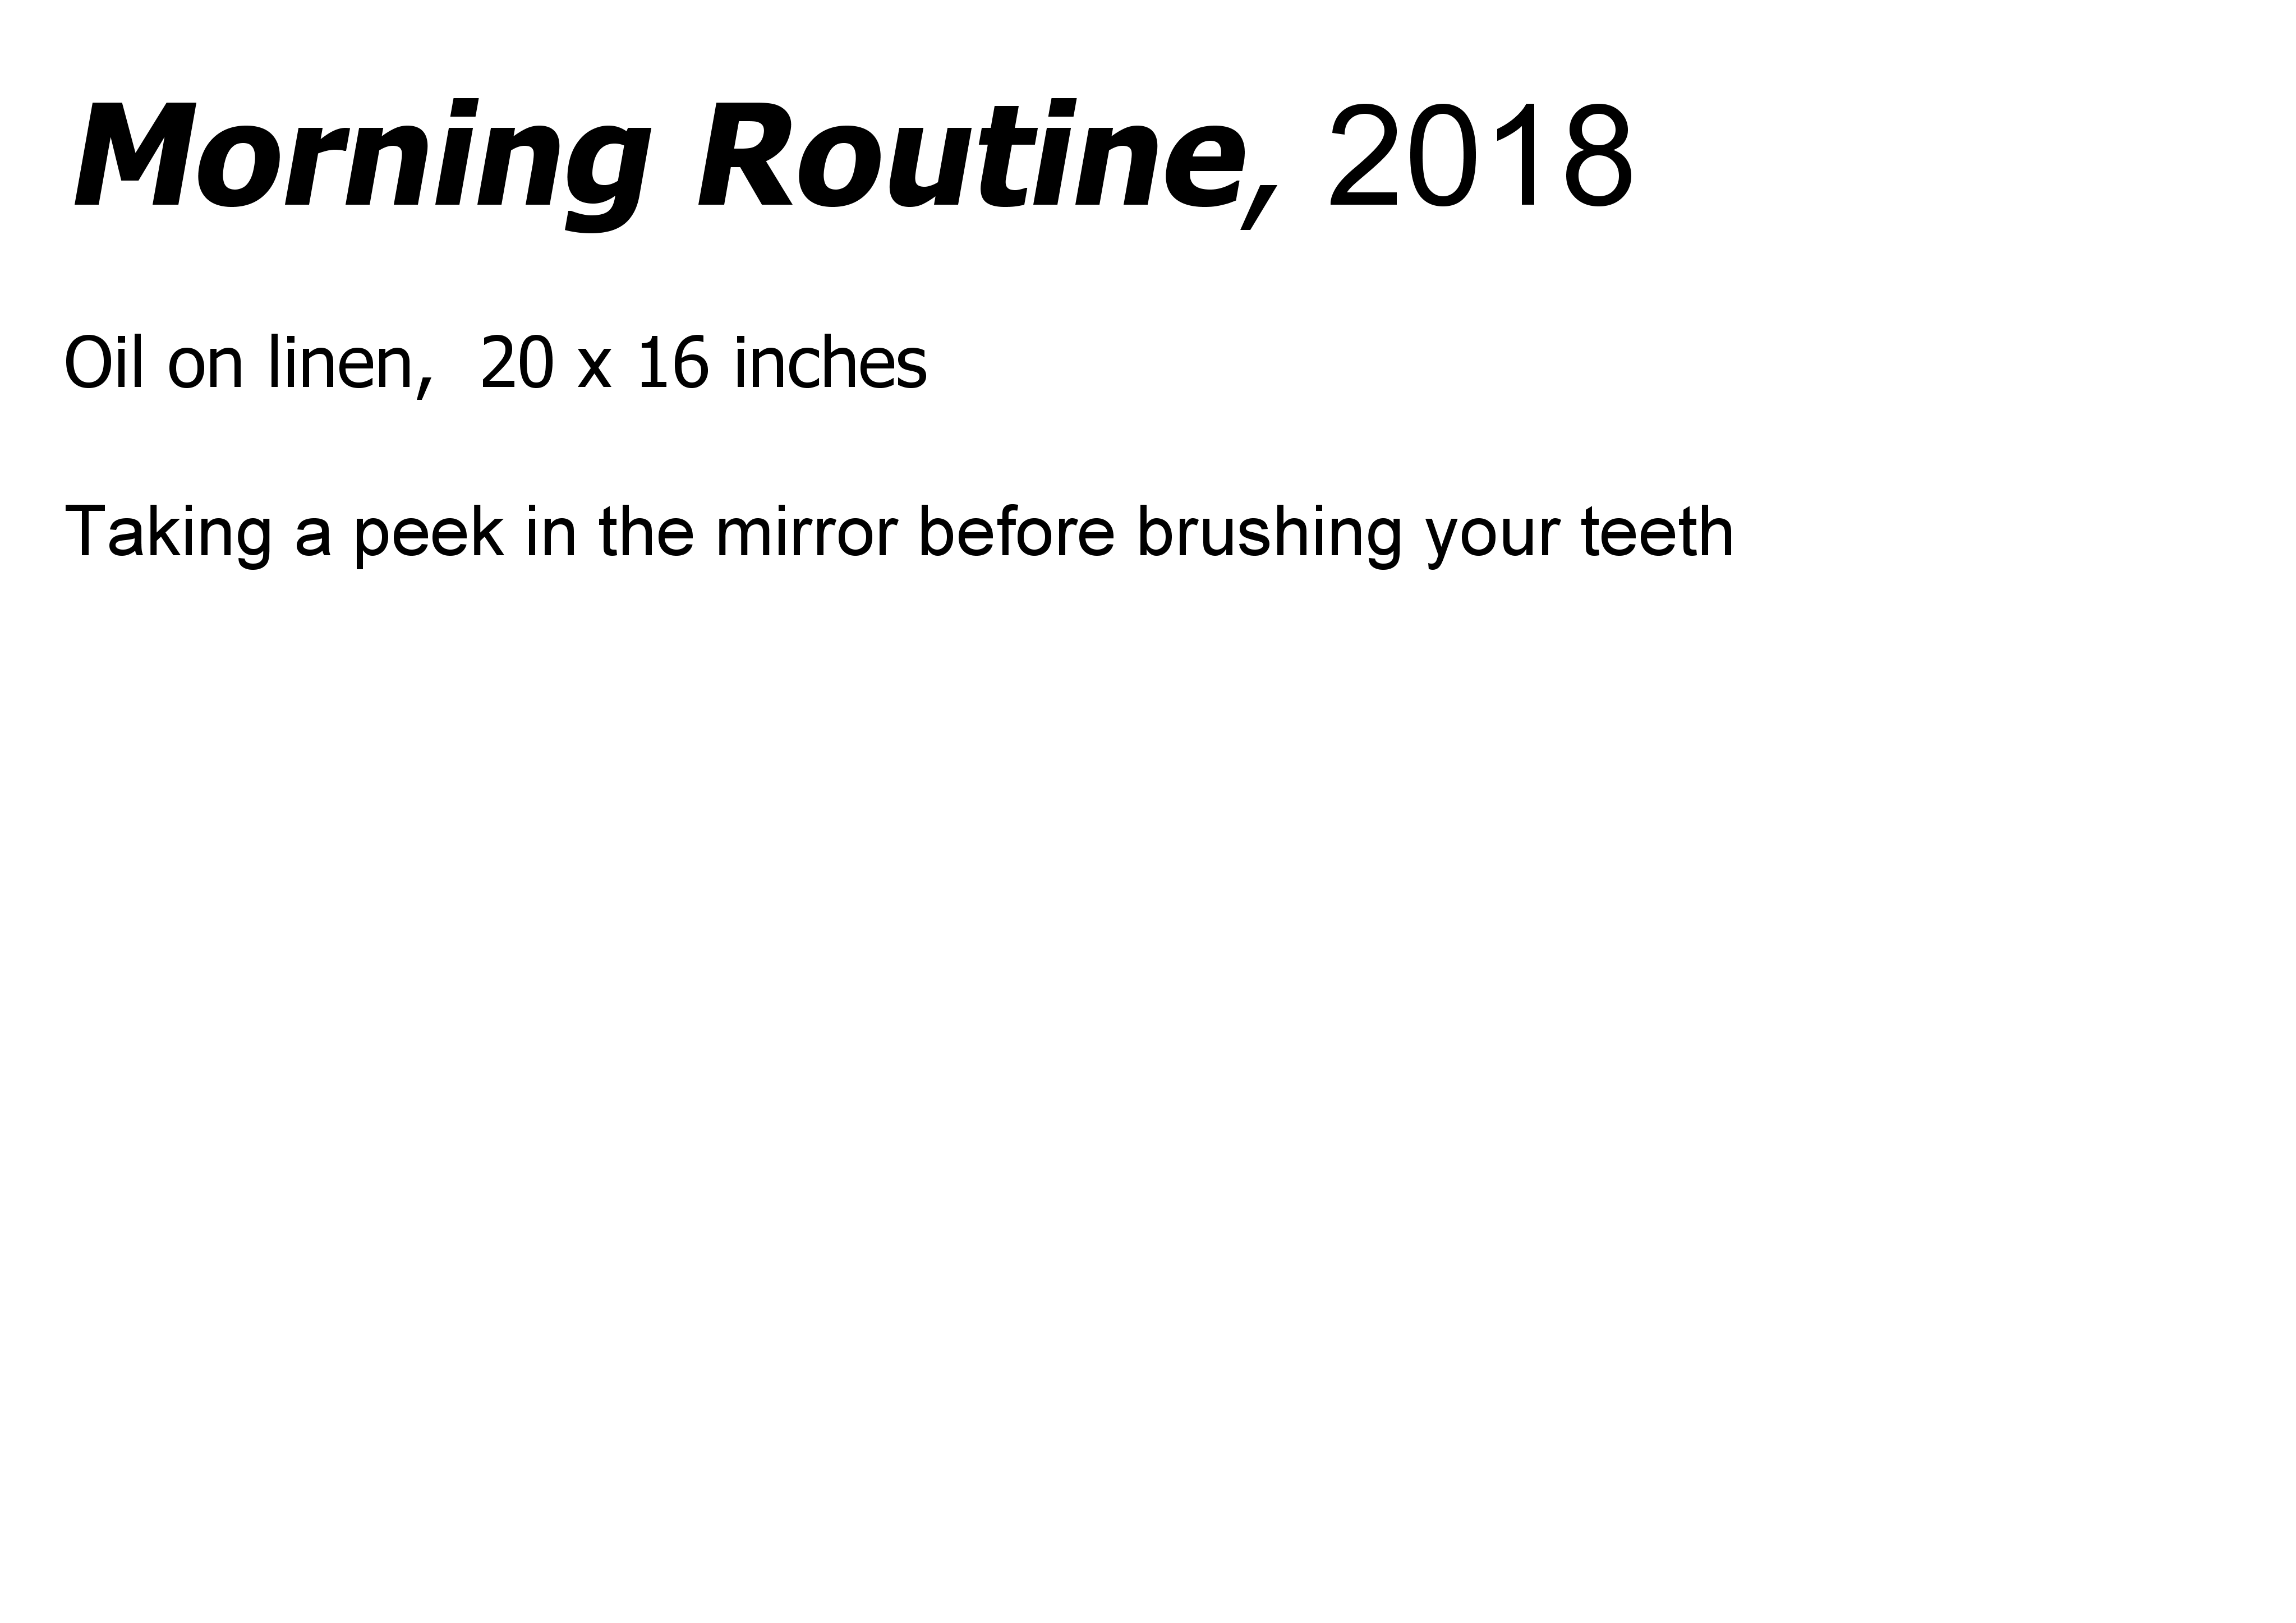 Morning Routine, 2018
Oil on linen,  20 x 16 inches
Taking a peek in the mirror before brushing your teeth